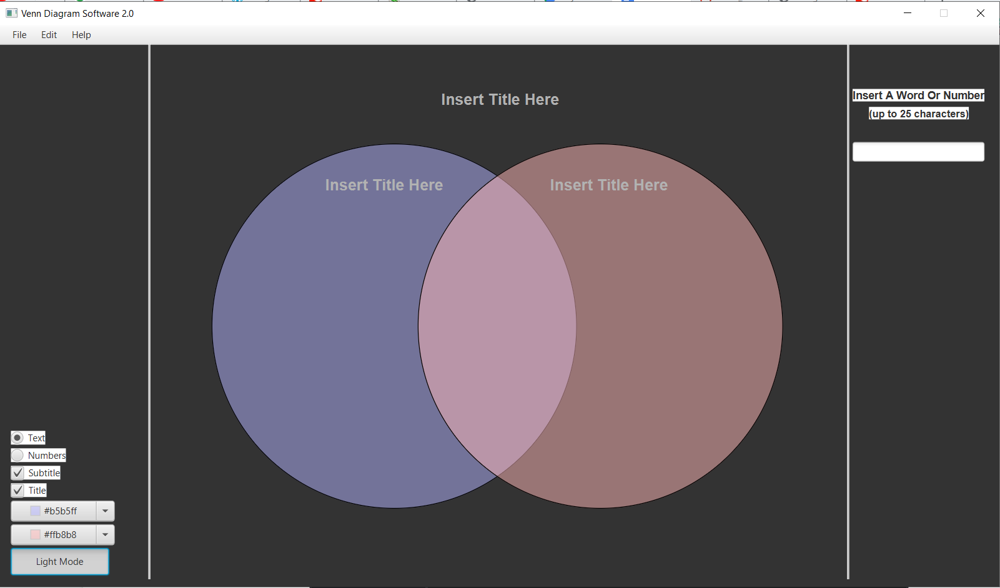 Venn Diagram Software 2.0
File Edit Help
Insert Title Here
Insert A Word Or Number
(up to 25 characters)
Insert Title Here
Insert Title Here
Text
Numbers
Subtitle
Title
#b5b5ff
#ffb8b8
Light Mode